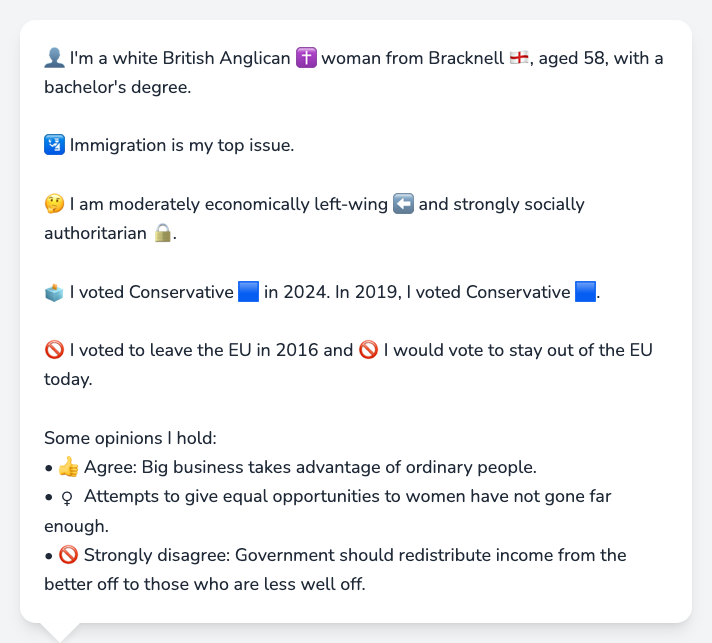 👤 I'm a white British Anglican ✝️ woman from Bracknell 🏴󠁧󠁢󠁥󠁮󠁧󠁿, aged 58, with a
bachelor's degree.
🛂 Immigration is my top issue.
🤔 I am moderately economically left-wing ⬅️ and strongly socially
authoritarian 🔒.
🗳️ I voted Conservative 🟦 in 2024. In 2019, I voted Conservative 🟦.
🚫 I voted to leave the EU in 2016 and 🚫 I would vote to stay out of the EU
today.
Some opinions I hold:
• 👍 Agree: Big business takes advantage of ordinary people.
• ♀ Attempts to give equal opportunities to women have not gone far
enough.
• 🚫 Strongly disagree: Government should redistribute income from the
better off to those who are less well off.